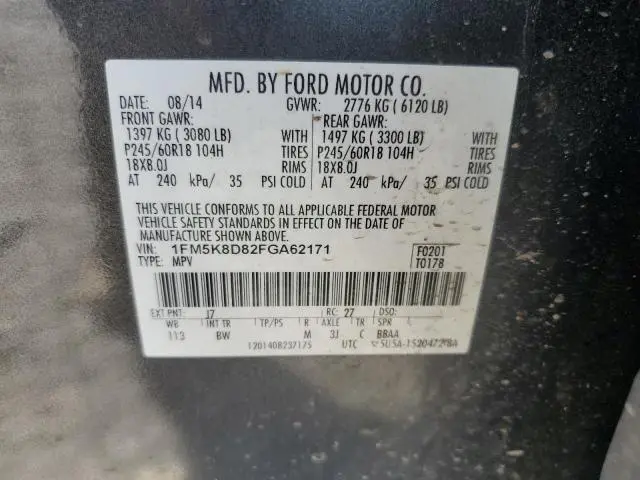 MFD. BY FORD MOTOR CO.
DATE: 08/14 GVWR: 2776 KG ( 6120 LB)
FRONT GAWR: REAR GAWR:
1397 KG ( 3080 LB) WITH 1497 KG ( 3300 LB) WITH
P245/60R18 104H TIRES P245/60R18 104H TIRES
18X8.0J RIMS 18X8.0J RIMS
AT 240 kPa/ 35 PSI COLD AT 240 kPa/ 35 PSI COLD
THIS VEHICLE CONFORMS TO ALL APPLICABLE FEDERAL MOTOR
VEHICLE SAFETY STANDARDS IN EFFECT ON THE DATE OF
MANUFACTURE SHOWN ABOVE.
VIN: 1FM5K8D82FGA62171 F0201
TYPE: MPV T0178
EXT PNT: J7 RC: 27 DSO:
WB INT TR TP/PS R AXLE TR SPR
113 BW M 3J C BBAA
1201408237175 UTC